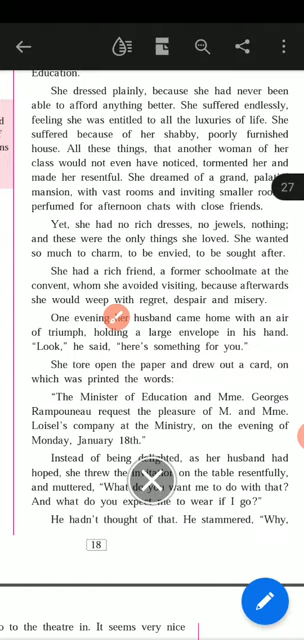 Education.
She dressed plainly, because she had never been
able to afford anything better. She suffered endlessly,
feeling she was entitled to all the luxuries of life. She
suffered because of her shabby, poorly furnished
house. All these things, that another woman of her
class would not even have noticed, tormented her and
made her resentful. She dreamed of a grand,
mansion, with vast rooms and inviting smaller
27
perfumed for afternoon chats with close friends.
Yet, she had no rich dresses, no jewels, nothing;
and these were the only things she loved. She wanted
so much to charm, to be envied, to be sought after.
She had a rich friend, a former schoolmate at the
convent, whom she avoided visiting, because afterwards
she would weep with regret, despair and misery.
One evening her husband came home with an air
of triumph, holding a large envelope in his hand.
“Look,” he said, “here's something for you.”
She tore open the paper and drew out a card, on
which was printed the words:
“The Minister of Education and Mme. Georges
Rampouneau request the pleasure of M. and Mme.
Loisel's company at the Ministry, on the evening of
Monday, January 18th.”
Instead of being delighted, as her husband had
hoped, she threw the invitation on the table resentfully,
and muttered, “What do you want me to do with that?
And what do you expect me to wear if I go?”
He hadn't thought of that. He stammered, “Why,
18
to the theatre in. It seems very nice